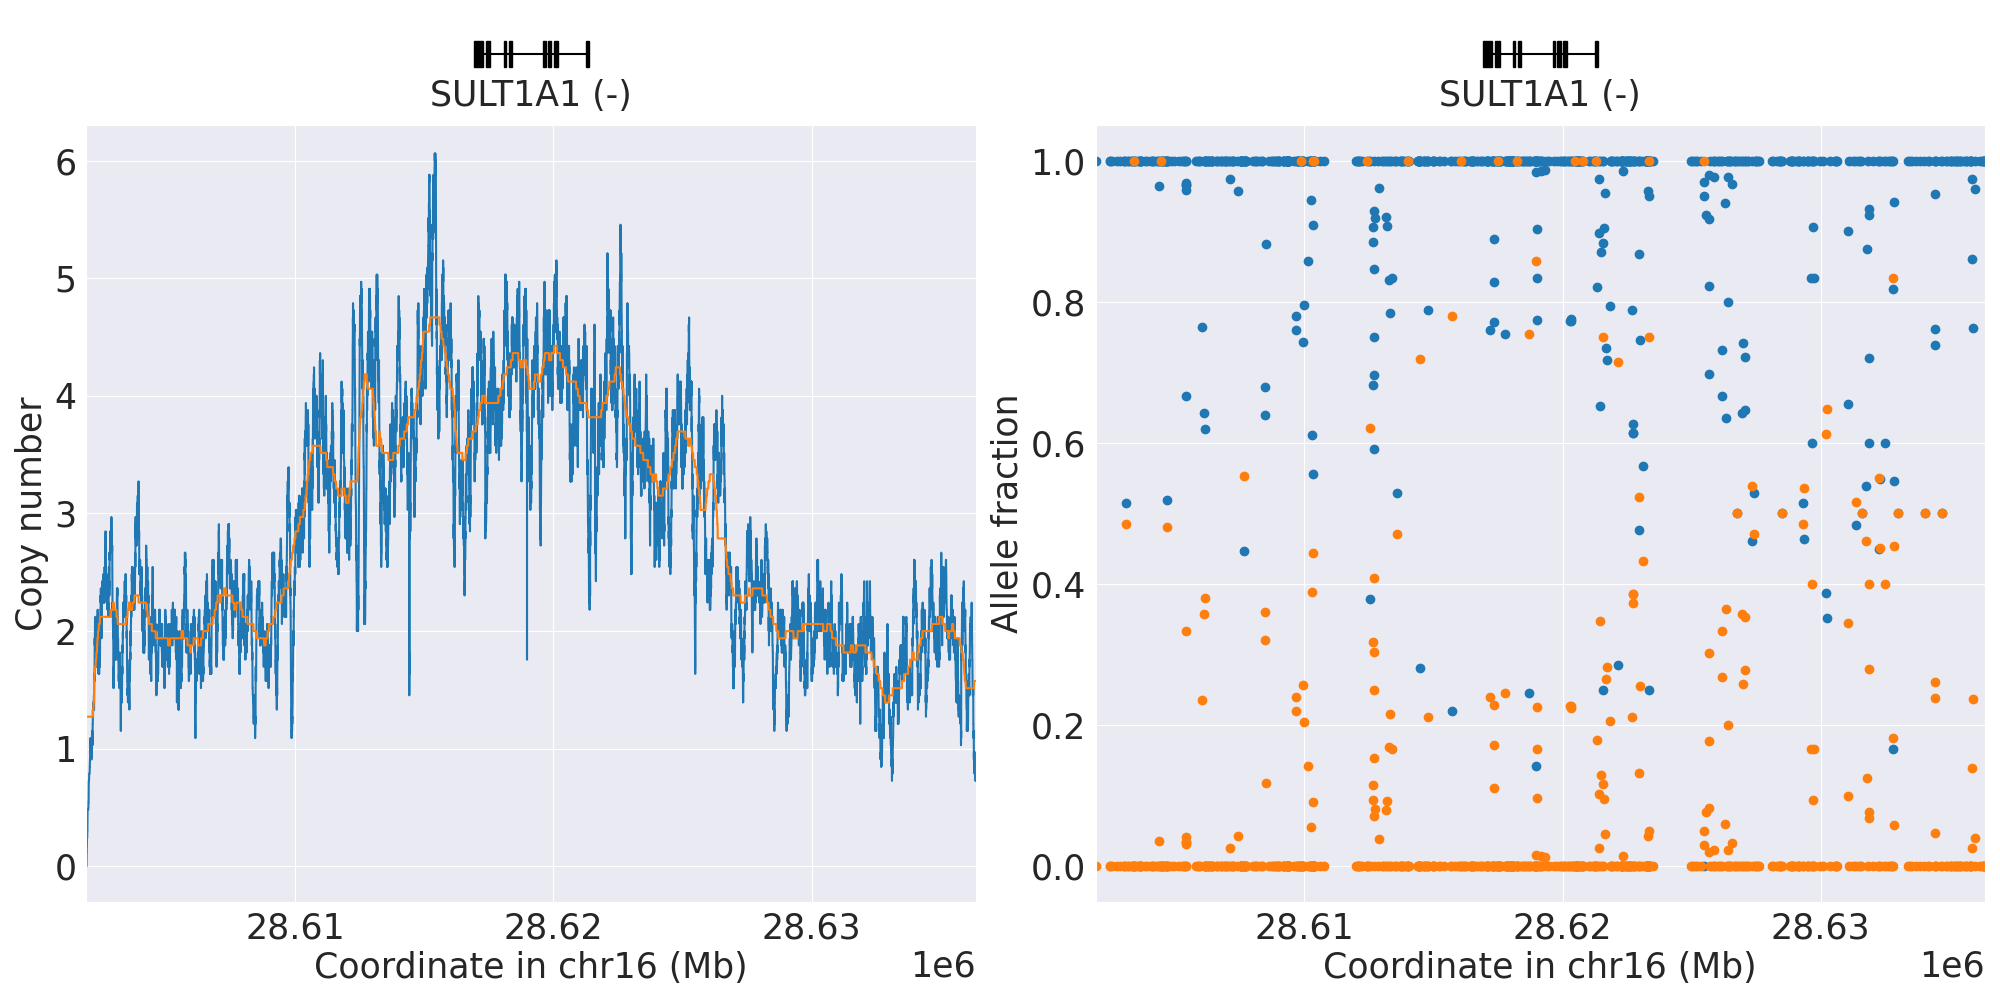 SULT1A1 (-)
Copy number
6
5
4
3
2
1
0
28.61
28.62
28.63
Coordinate in chr16 (Mb)
1e6
SULT1A1 (-)
Allele fraction
1.0
0.8
0.6
0.4
0.2
0.0
28.61
28.62
28.63
Coordinate in chr16 (Mb)
1e6